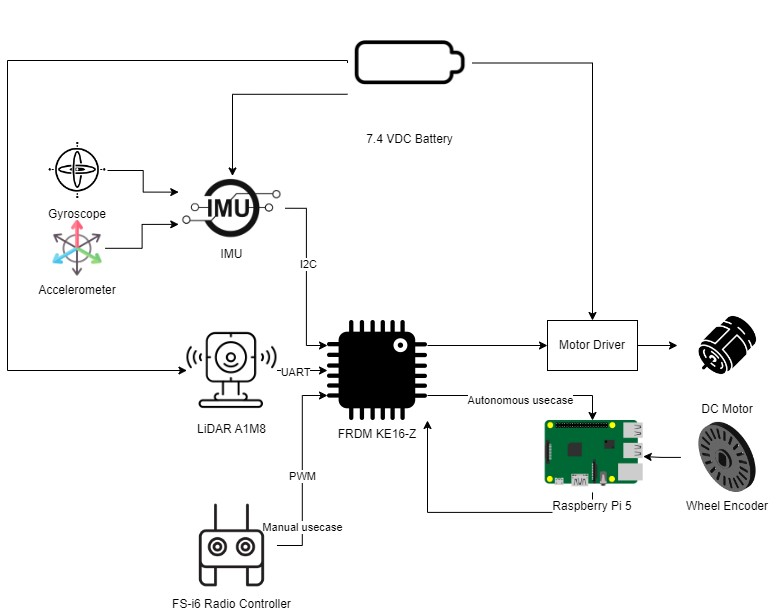 7.4 VDC Battery
Gyroscope
IMU
IMU
Accelerometer
I2C
Motor Driver
UART
LiDAR A1M8
FRDM KE16-Z
Autonomous usecase
DC Motor
PWM
Raspberry Pi 5
Wheel Encoder
Manual usecase
FS-i6 Radio Controller